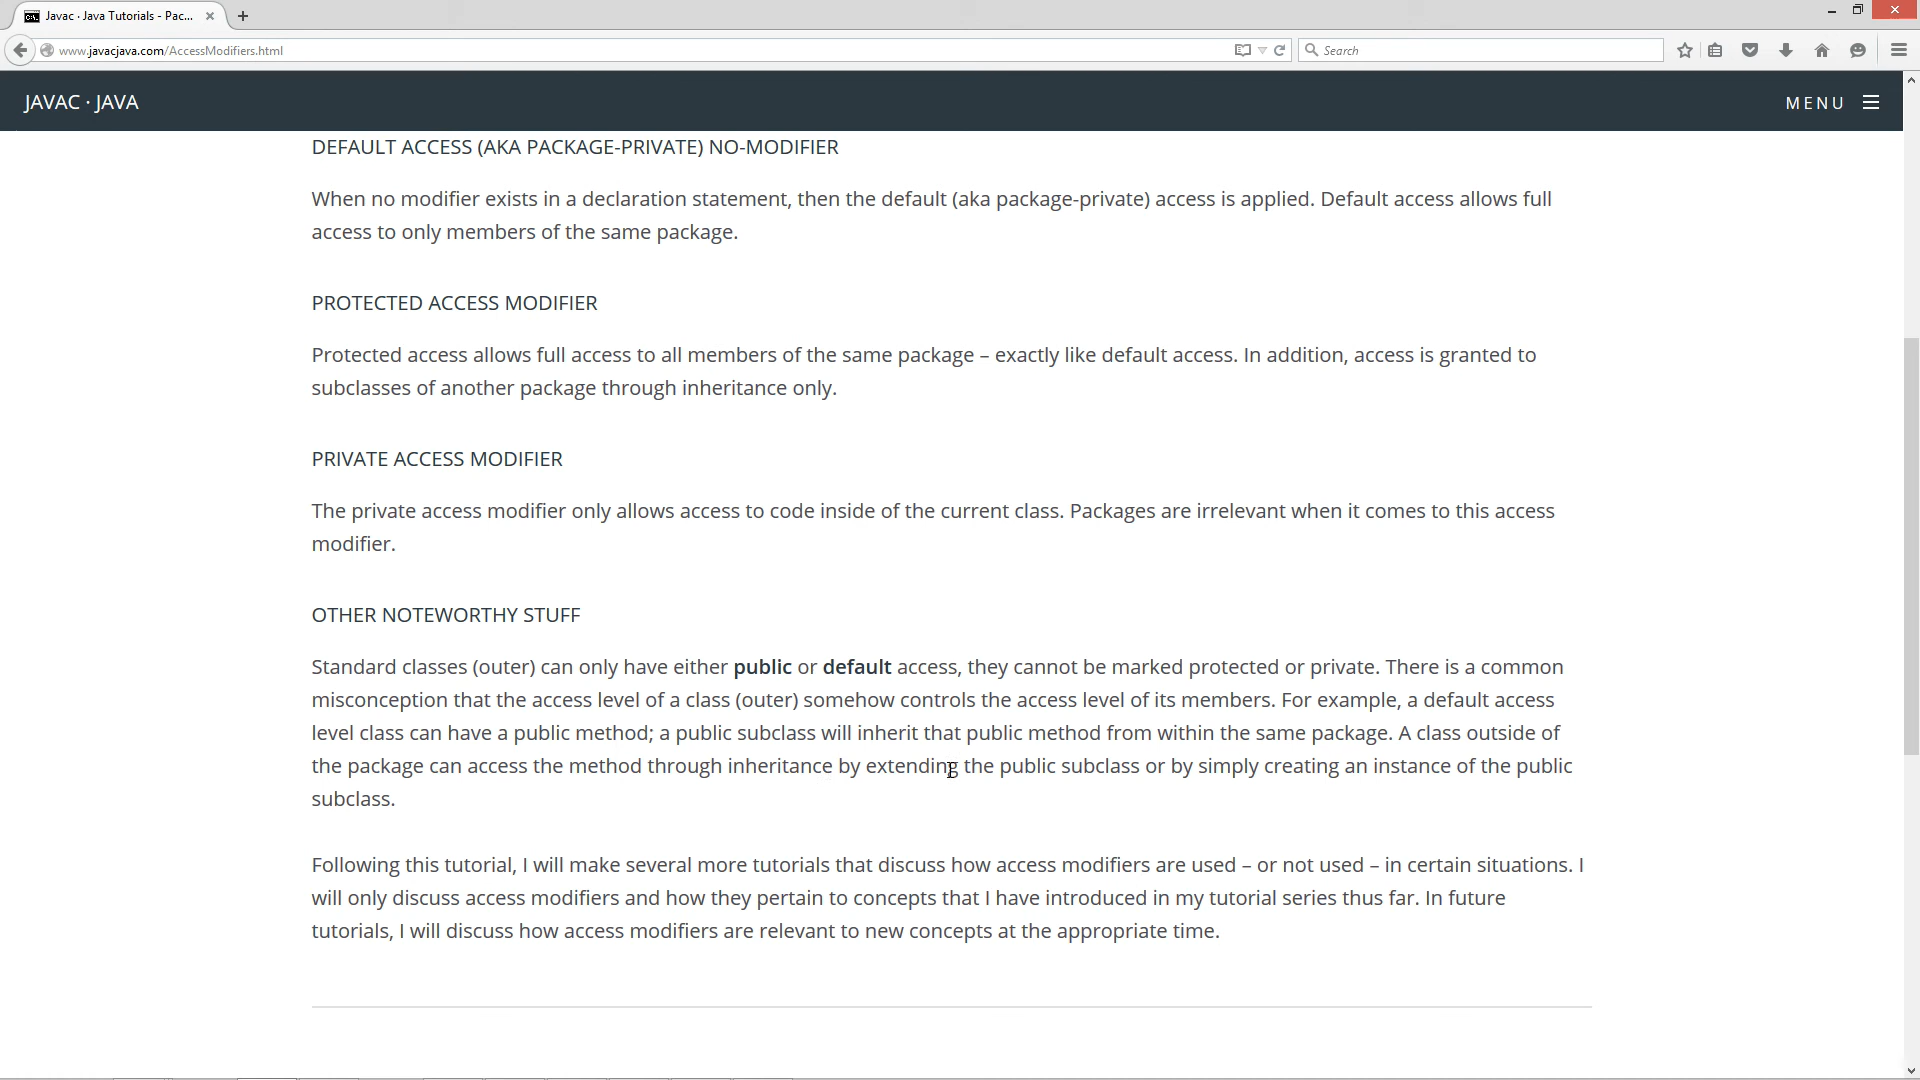 Javac · Java Tutorials - Pac...
www.javacjava.com/AccessModifiers.html
Search
JAVAC · JAVA
MENU
DEFAULT ACCESS (AKA PACKAGE-PRIVATE) NO-MODIFIER
When no modifier exists in a declaration statement, then the default (aka package-private) access is applied. Default access allows full
access to only members of the same package.
PROTECTED ACCESS MODIFIER
Protected access allows full access to all members of the same package – exactly like default access. In addition, access is granted to
subclasses of another package through inheritance only.
PRIVATE ACCESS MODIFIER
The private access modifier only allows access to code inside of the current class. Packages are irrelevant when it comes to this access
modifier.
OTHER NOTEWORTHY STUFF
Standard classes (outer) can only have either public or default access, they cannot be marked protected or private. There is a common
misconception that the access level of a class (outer) somehow controls the access level of its members. For example, a default access
level class can have a public method; a public subclass will inherit that public method from within the same package. A class outside of
the package can access the method through inheritance by extending the public subclass or by simply creating an instance of the public
subclass.
Following this tutorial, I will make several more tutorials that discuss how access modifiers are used – or not used – in certain situations. I
will only discuss access modifiers and how they pertain to concepts that I have introduced in my tutorial series thus far. In future
tutorials, I will discuss how access modifiers are relevant to new concepts at the appropriate time.